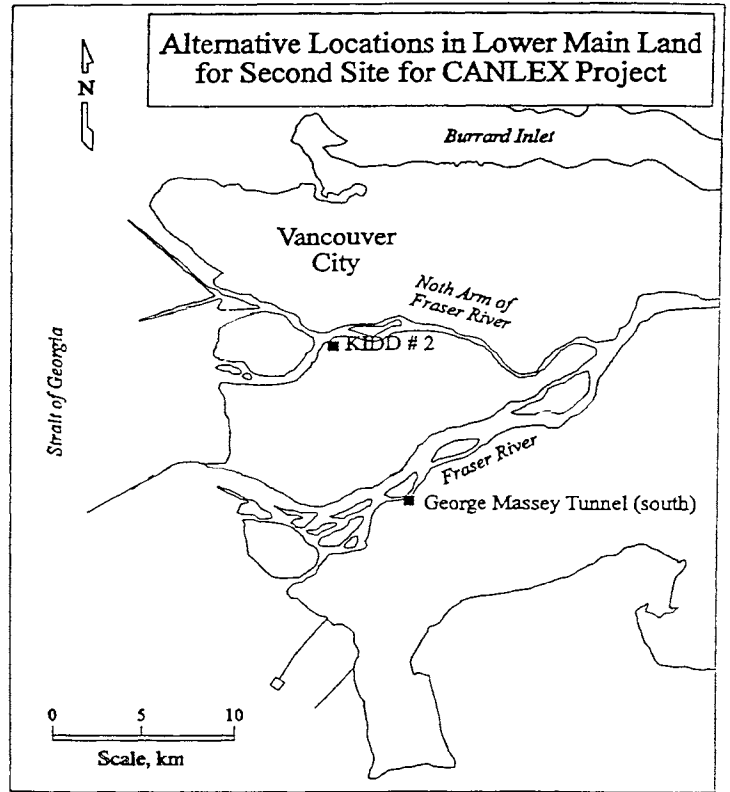 Alternative Locations in Lower Main Land
for Second Site for CANLEX Project
N
Burrard Inlet
Vancouver
City
Noth Arm of
Fraser River
KIDD # 2
Strait of Georgia
Fraser River
George Massey Tunnel (south)
0 5 10
Scale, km